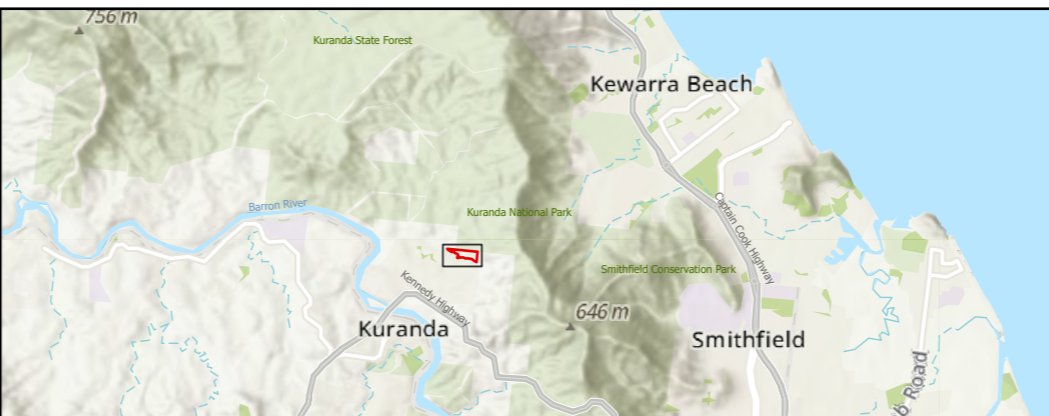 756 m
Kuranda State Forest
Kewarra Beach
Barron River
Kuranda National Park
Captain Cook Highway
Smithfield Conservation Park
Kennedy Highway
646 m
Kuranda
Smithfield
b Road